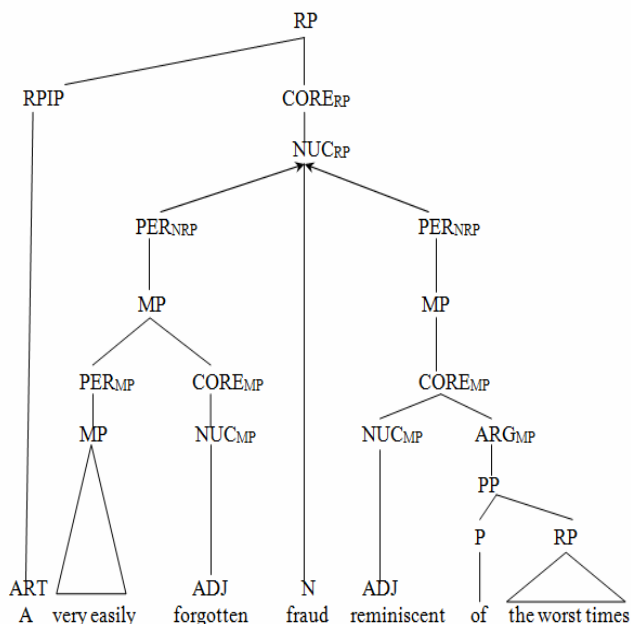 RP
RPIP CORERP
NUCRP
PERNRP PERNRP
MP MP
PERMP COREMP COREMP
MP NUCMP NUCMP ARGMP
PP
P RP
ART ADJ N ADJ
A very easily forgotten fraud reminiscent of the worst times